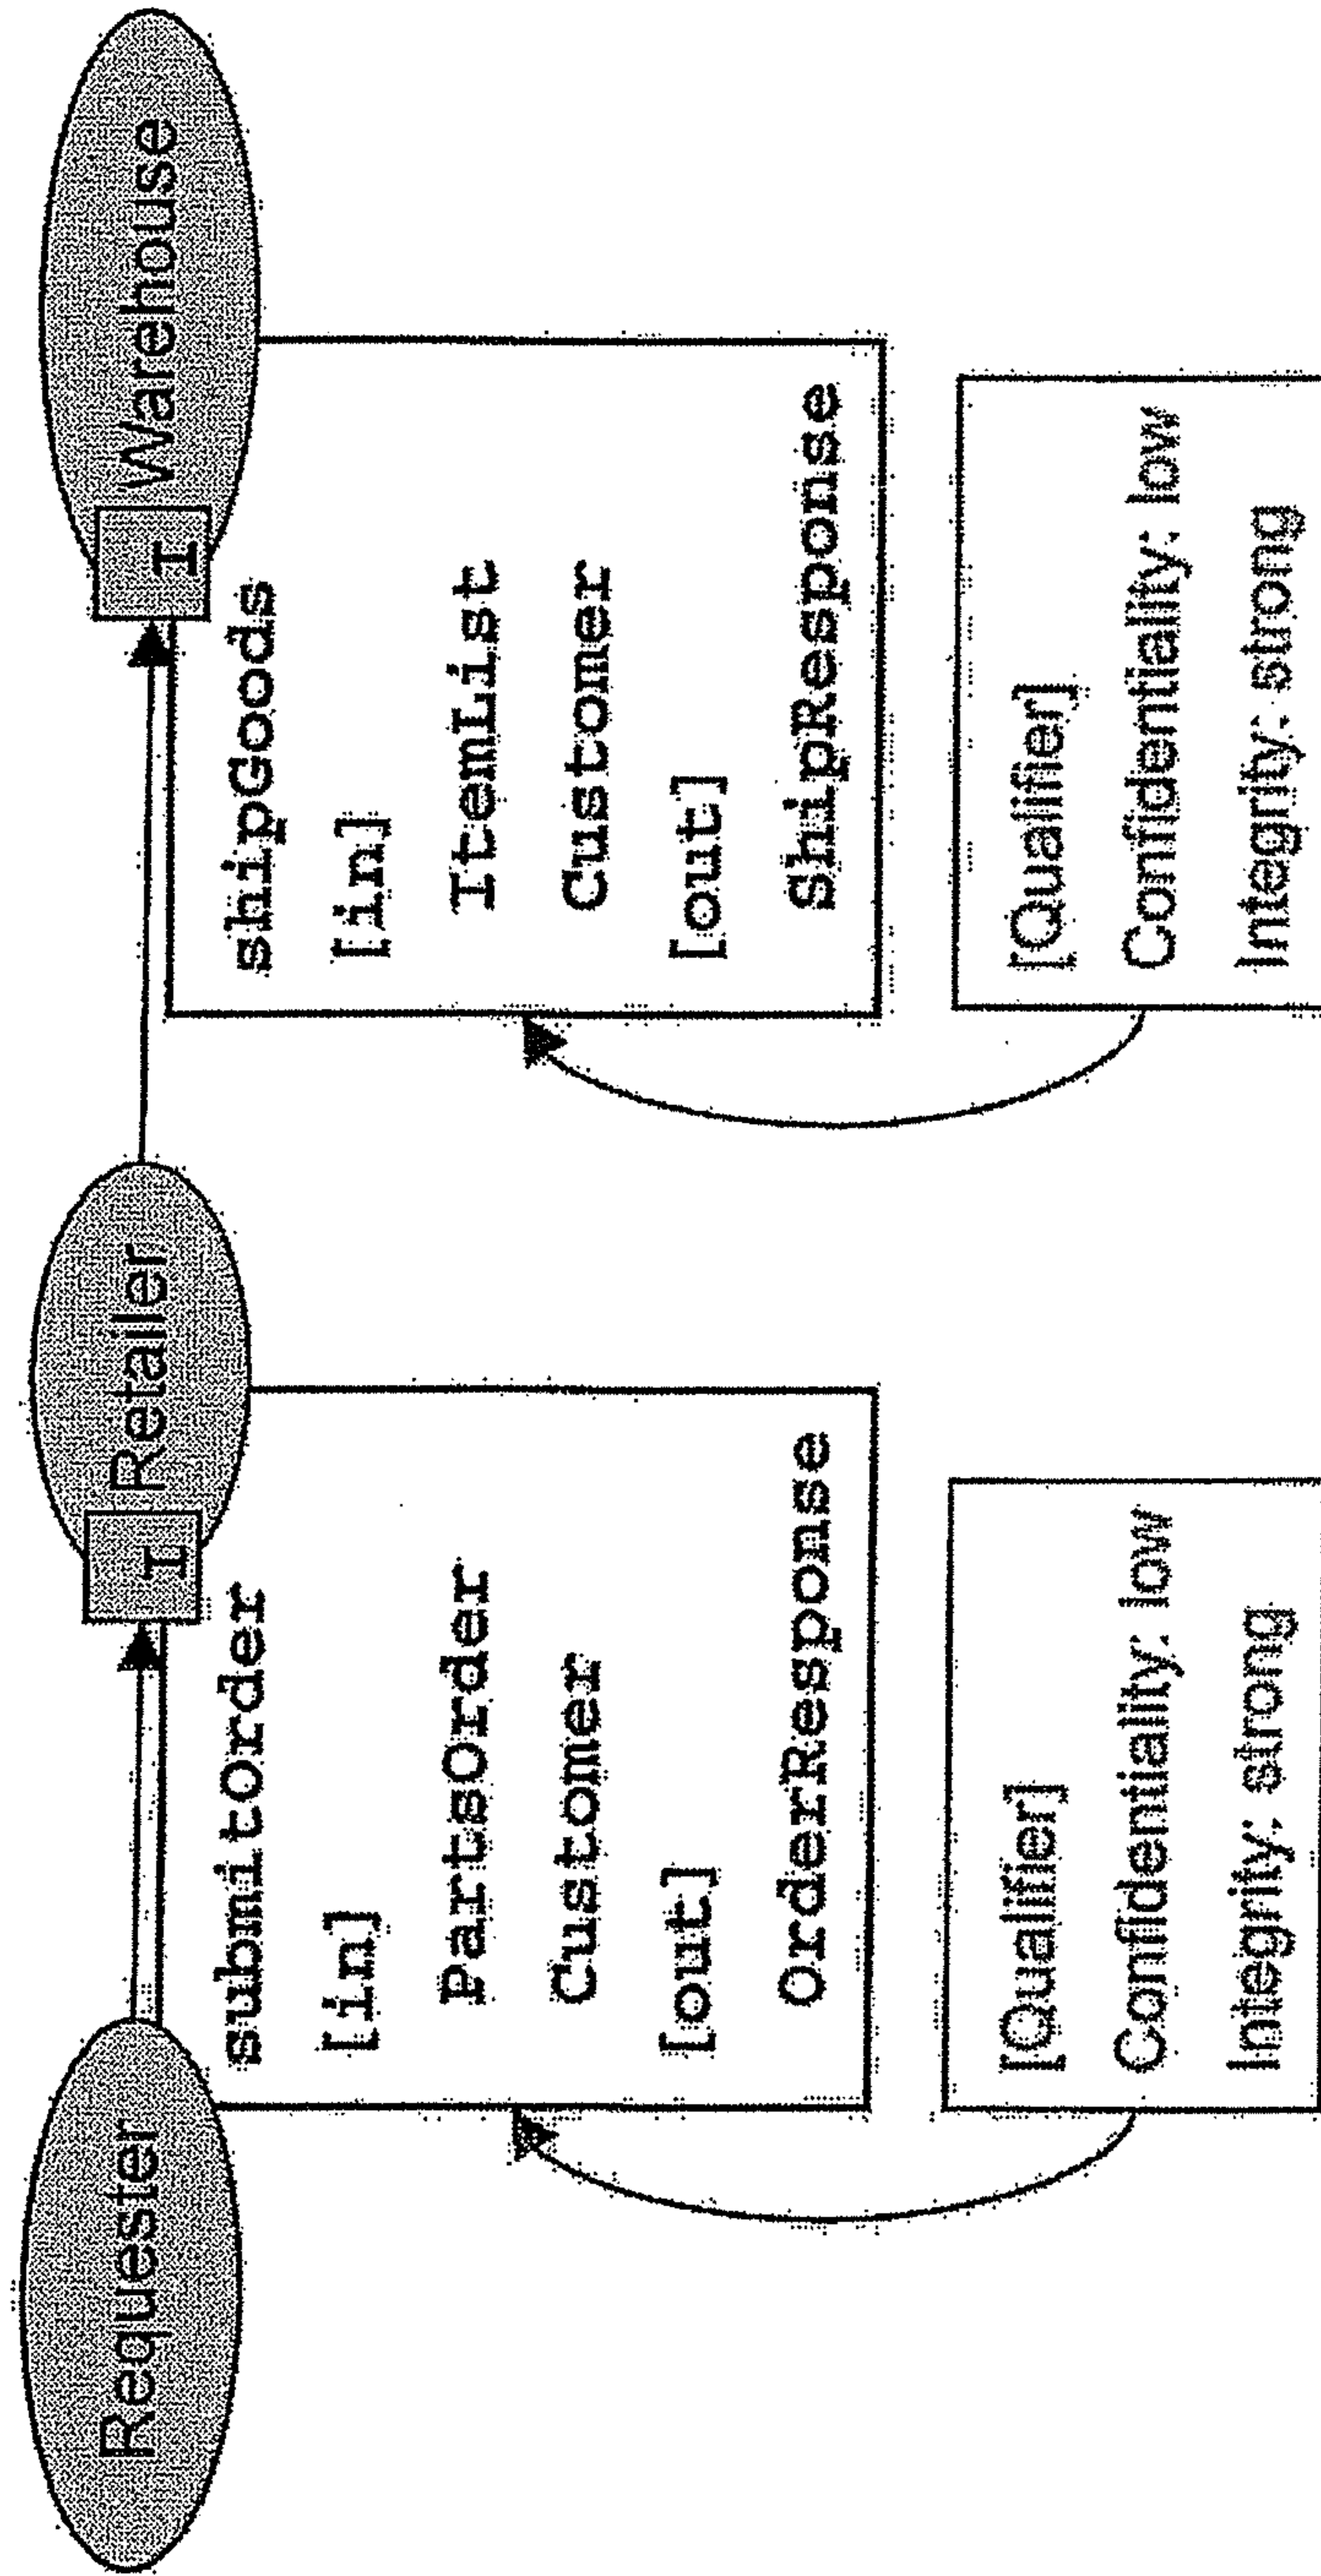 Requester
I
Retailer
I
Warehouse
submitOrder
[in]
PartsOrder
Customer
[out]
OrderResponse
shipGoods
[in]
ItemList
Customer
[out]
ShipResponse
[Qualifier]
Confidentiality: low
Integrity: strong
[Qualifier]
Confidentiality: low
Integrity: strong